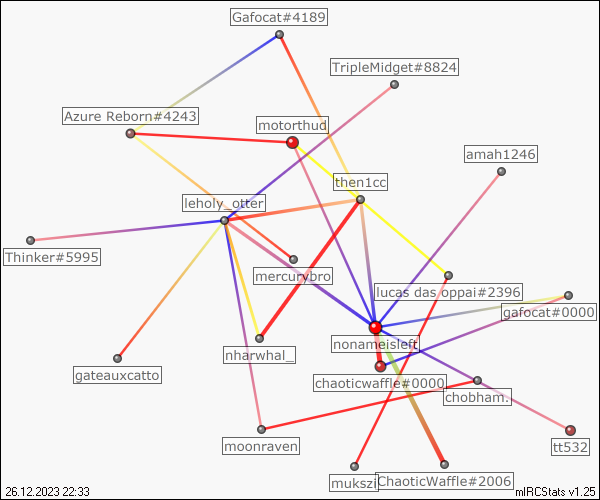 Gafocat#4189
TripleMidget#8824
Azure Reborn#4243
motorthud
amah1246
then1cc
leholy_otter
Thinker#5995
mercurybro
lucas das oppai#2396
gafocat#0000
nonameisleft
nharwhal_
gateauxcatto
chaoticwaffle#0000
chobham.
moonraven
tt532
mukszi
ChaoticWaffle#2006
26.12.2023 22:33
mIRCStats v1.25